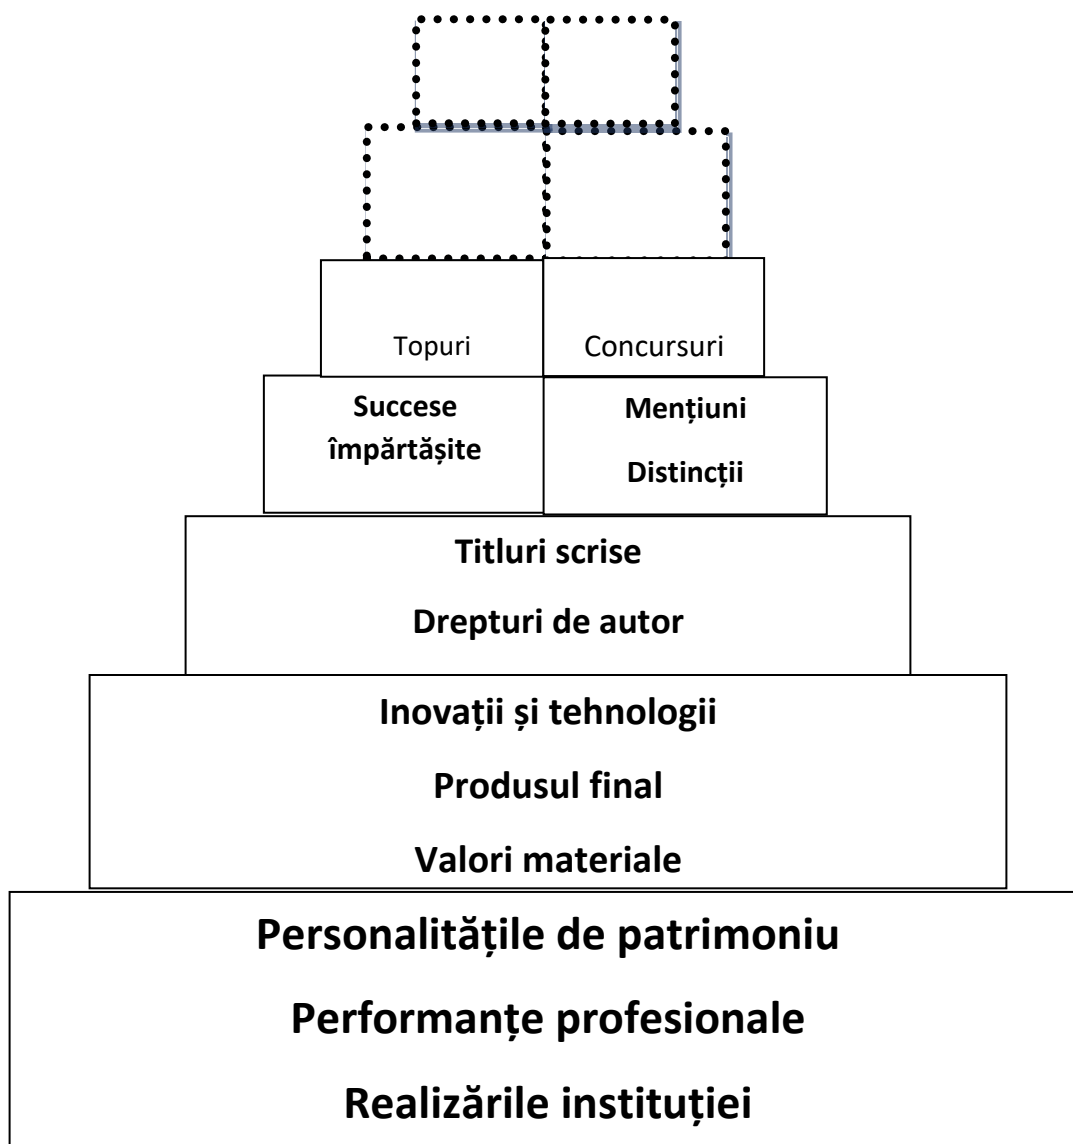 Topuri
Concursuri
Succese
împărtășite
Mențiuni
Distincții
Titluri scrise
Drepturi de autor
Inovații și tehnologii
Produsul final
Valori materiale
Personalitățile de patrimoniu
Performanțe profesionale
Realizările instituției